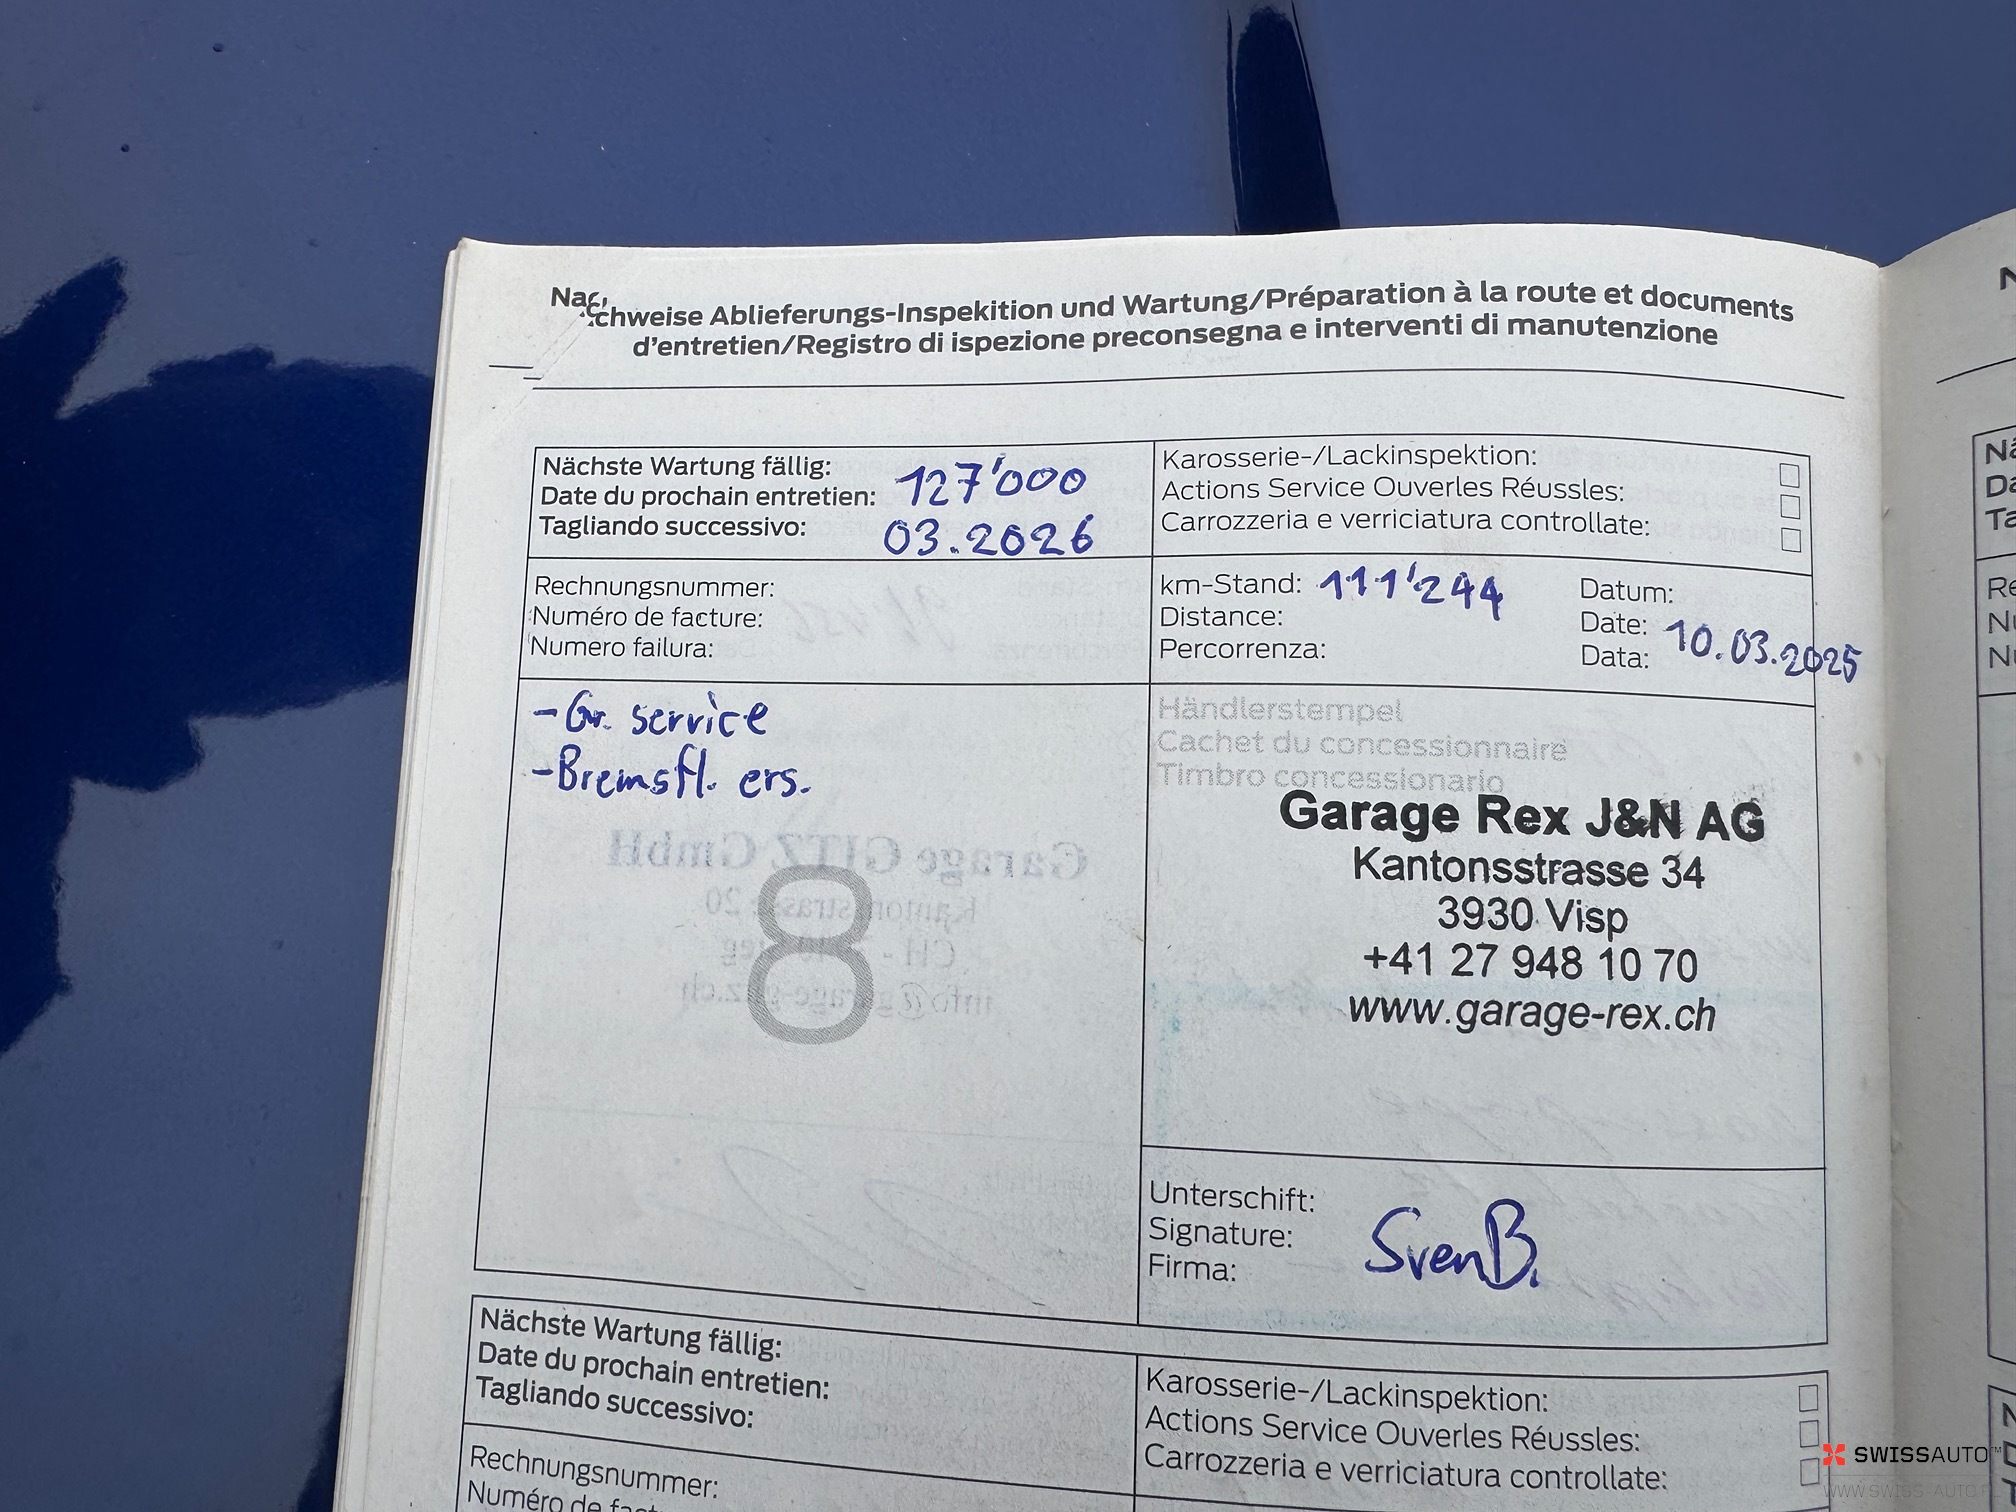 Nachweise Ablieferungs-Inspekition und Wartung/Préparation à la route et documents
d'entretien/Registro di ispezione preconsegna e interventi di manutenzione
Nächste Wartung fällig:
Date du prochain entretien:
Tagliando successivo:
127'000
03.2026
Karosserie-/Lackinspektion:
Actions Service Ouverles Réussles:
Carrozzeria e verriciatura controllate:
Rechnungsnummer:
Numéro de facture:
Numero failura:
km-Stand: 111'244
Distance:
Percorrenza:
Datum:
Date: 10.03.2025
Data:
- Gr. service
- Bremsfl. ers.
8
Händlerstempel
Cachet du concessionnaire
Timbro concessionario
Garage Rex J&N AG
Kantonsstrasse 34
3930 Visp
+41 27 948 10 70
www.garage-rex.ch
Unterschift:
Signature:
Firma:
Sven B.
Nächste Wartung fällig:
Date du prochain entretien:
Tagliando successivo:
Karosserie-/Lackinspektion:
Actions Service Ouverles Réussles:
Carrozzeria e verriciatura controllate:
Rechnungsnummer:
Numéro de
SWISSAUTO